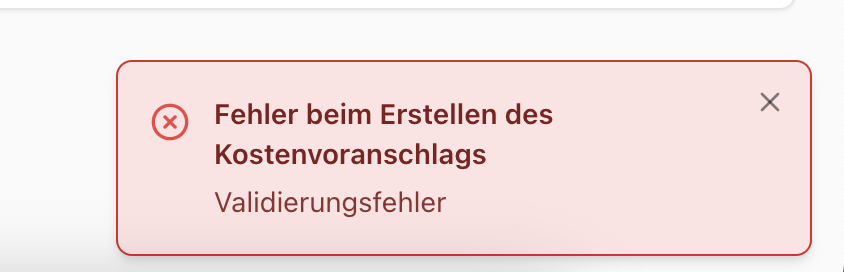 Fehler beim Erstellen des
Kostenvoranschlags
Validierungsfehler